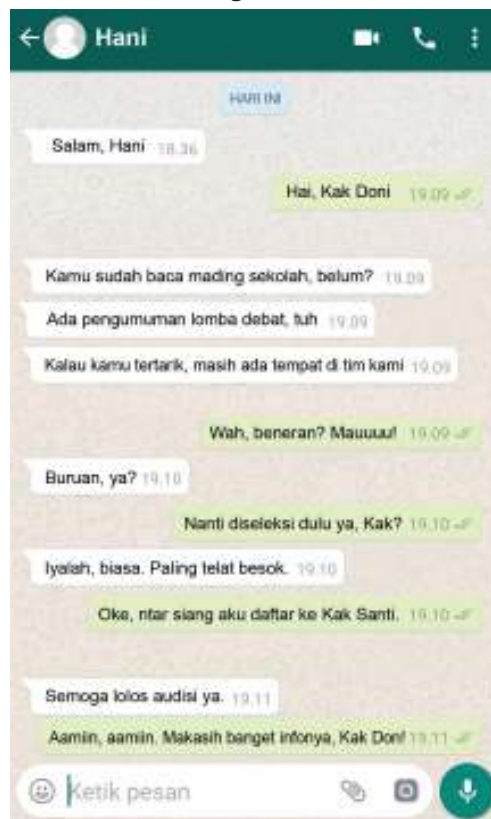 Hani
HARI INI
Salam, Hani 18.36
Hai, Kak Doni 19.09
Kamu sudah baca mading sekolah, belum? 19.09
Ada pengumuman lomba debat, tuh 19.09
Kalau kamu tertarik, masih ada tempat di tim kami 19.09
Wah, beneran? Mauuuu! 19.09
Buruan, ya? 19.10
Nanti diseleksi dulu ya, Kak? 19.10
Iyalah, biasa. Paling telat besok. 19.10
Oke, ntar siang aku daftar ke Kak Santi. 19.10
Semoga lolos audisi ya. 19.11
Aamiin, aamiin. Makasih banget infonya, Kak Don! 19.11
Ketik pesan